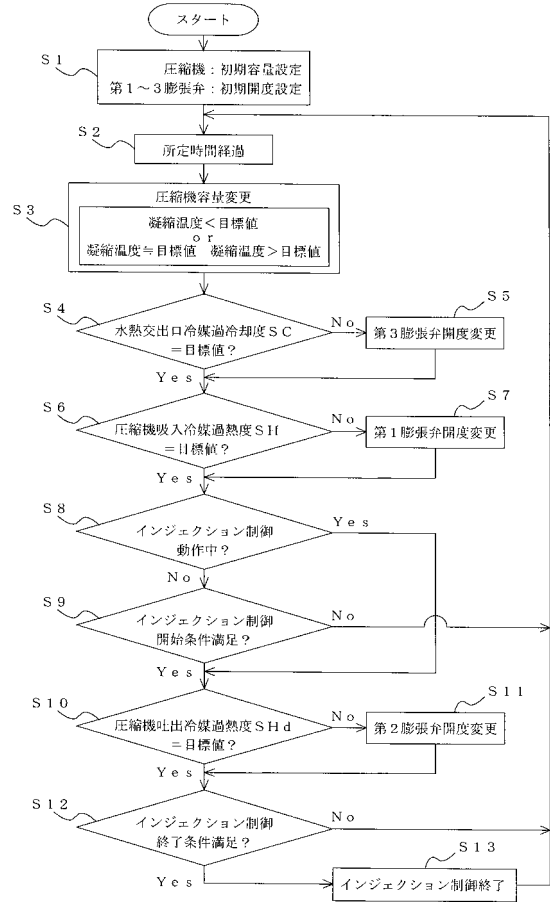 スタート
S1
圧縮機：初期容量設定
第1～3膨張弁：初期開度設定
S2
所定時間経過
S3
圧縮機容量変更
凝縮温度＜目標値
or
凝縮温度≒目標値　凝縮温度＞目標値
S4
水熱交出口冷媒過冷却度SC
＝目標値？
No
S5
第3膨張弁開度変更
Yes
S6
圧縮機吸入冷媒過熱度SH
＝目標値？
No
S7
第1膨張弁開度変更
Yes
S8
インジェクション制御
動作中？
Yes
No
S9
インジェクション制御
開始条件満足？
No
Yes
S10
圧縮機吐出冷媒過熱度SHd
＝目標値？
No
S11
第2膨張弁開度変更
Yes
S12
インジェクション制御
終了条件満足？
No
Yes
S13
インジェクション制御終了